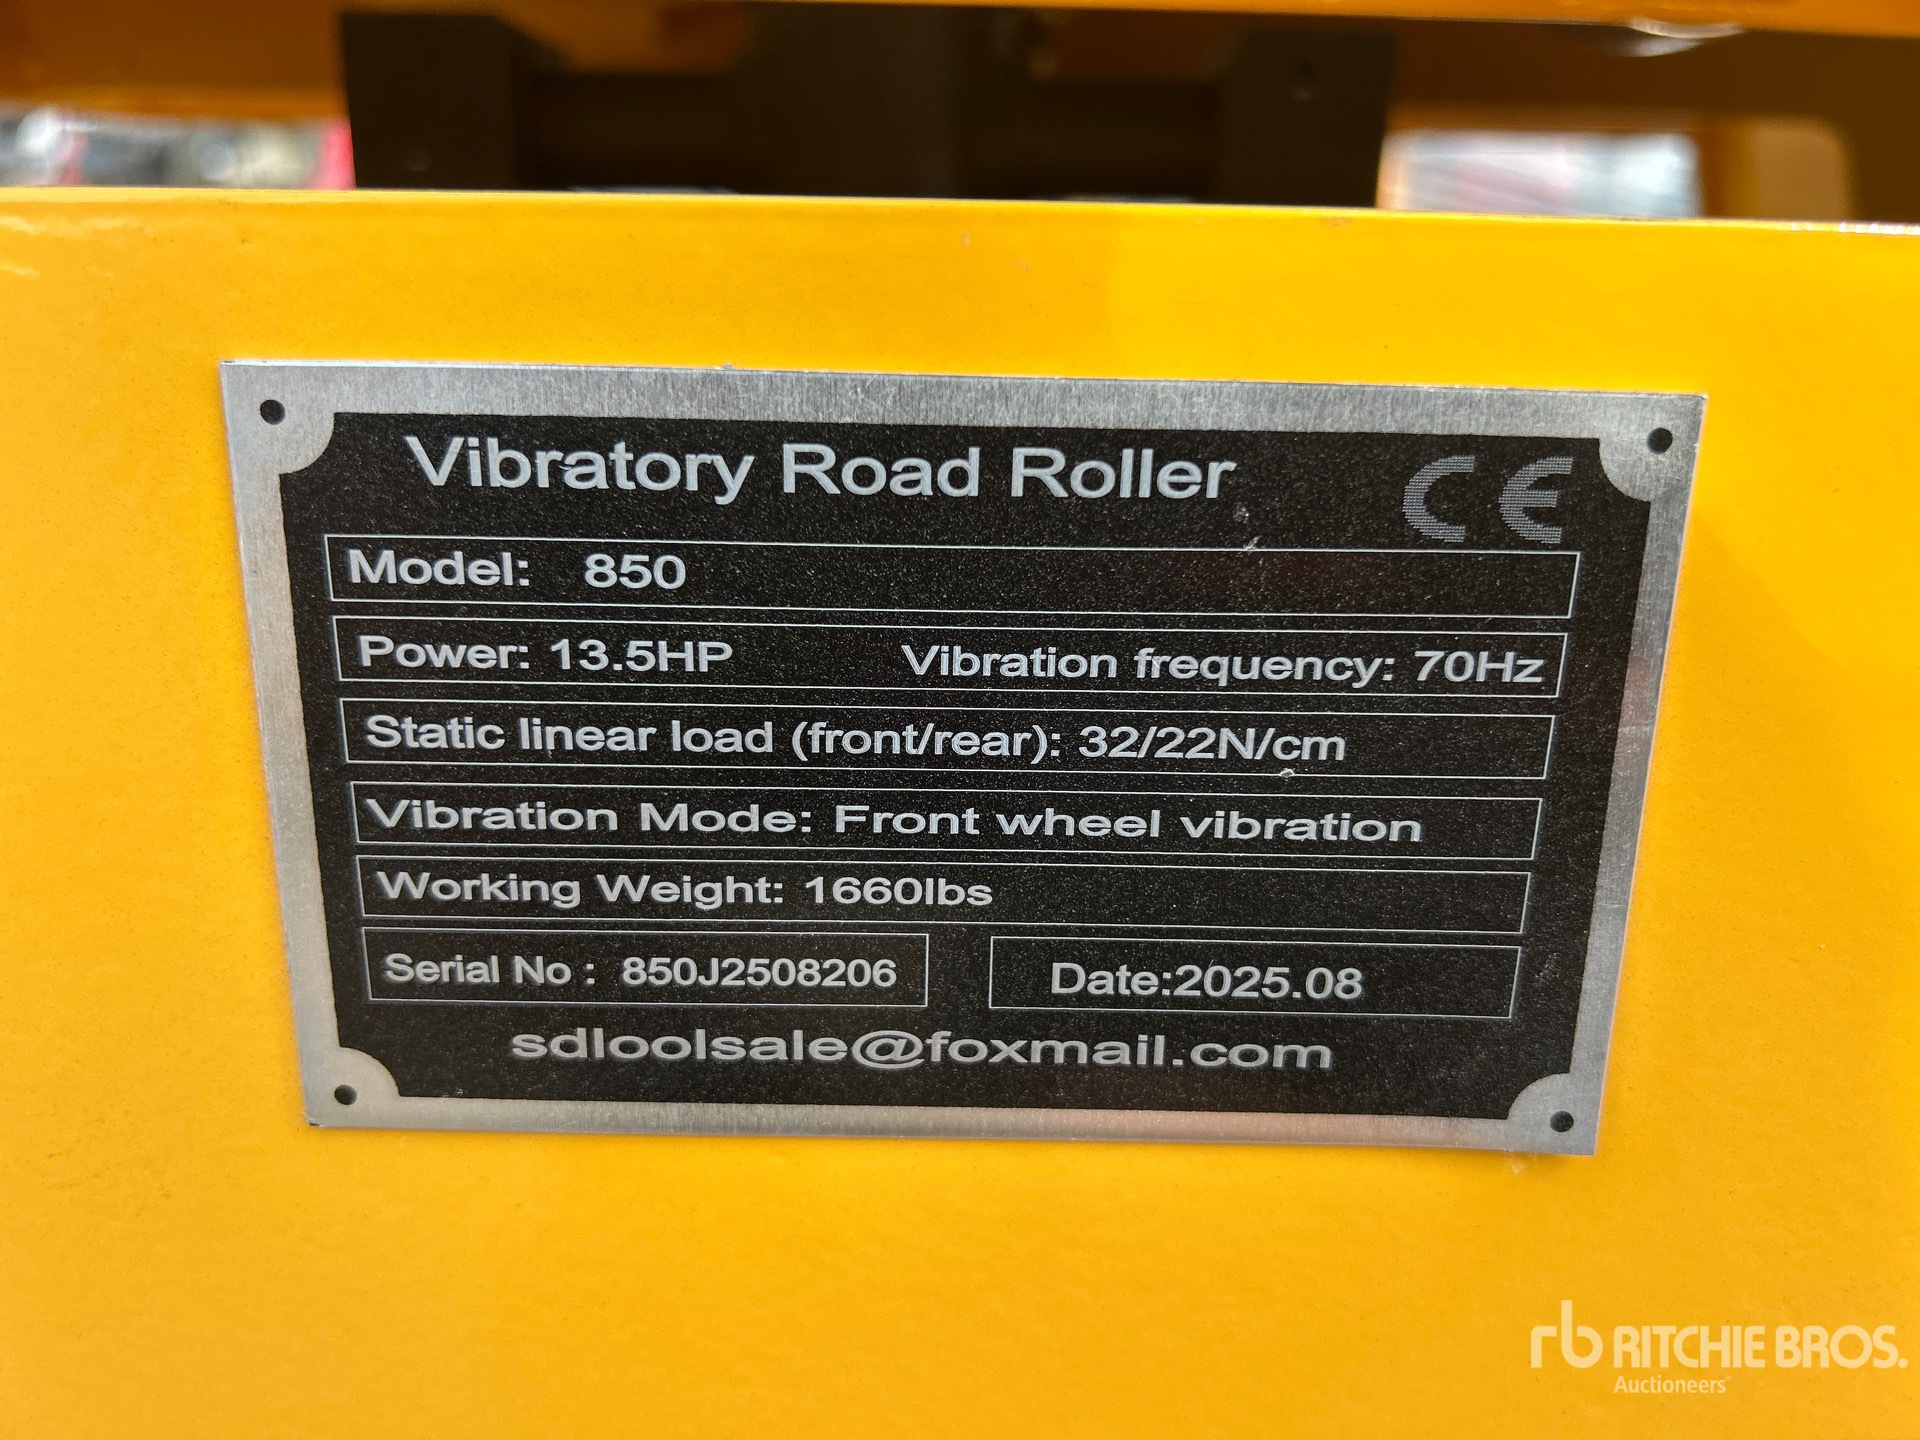 Vibratory Road Roller
CE
Model: 850
Power: 13.5HP Vibration frequency: 70Hz
Static linear load (front/rear): 32/22N/cm
Vibration Mode: Front wheel vibration
Working Weight: 1660lbs
Serial No : 850J2508206 Date:2025.08
sdloolsale@foxmail.com
rb RITCHIE BROS.
Auctioneers